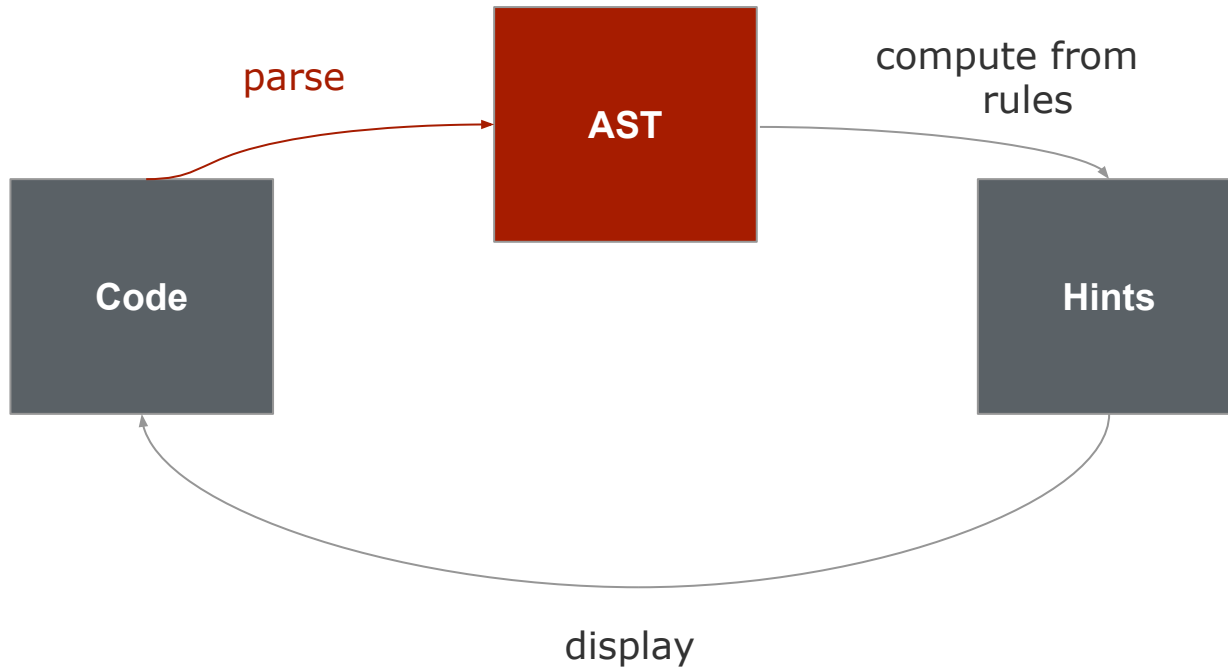 parse
AST
compute from
rules
Code
Hints
display